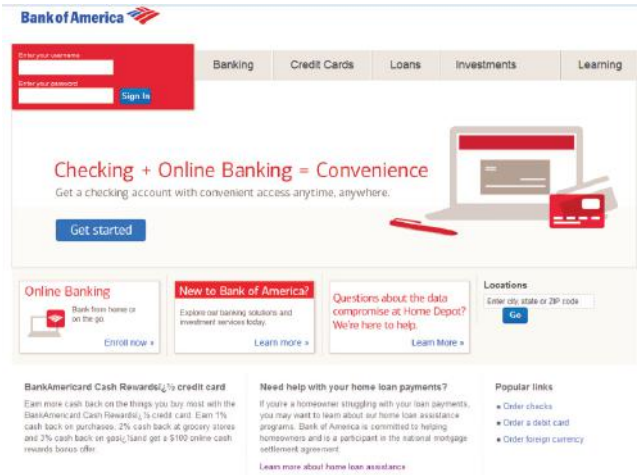 Bank of America
Enter your username
Enter your password
Sign In
Banking
Credit Cards
Loans
Investments
Learning
Checking + Online Banking = Convenience
Get a checking account with convenient access anytime, anywhere.
Get started
Online Banking
Bank from home or
on the go.
Enroll now »
New to Bank of America?
Explore our banking solutions and
investment services today.
Learn more »
Questions about the data
compromise at Home Depot?
We're here to help.
Learn More »
Locations
Enter city, state or ZIP code
Go
BankAmericard Cash Rewardsï¿½ credit card
Earn more cash back on the things you buy most with the
BankAmericard Cash Rewardsï¿½ credit card. Earn 1%
cash back on purchases, 2% cash back at grocery stores
and 3% cash back on gasï¿½and get a $100 online cash
rewards bonus offer.
Need help with your home loan payments?
If you're a homeowner struggling with your loan payments,
you may want to learn about our home loan assistance
programs. Bank of America is committed to helping
homeowners and is a participant in the national mortgage
settlement agreement
Learn more about home loan assistance
Popular links
Order checks
Order a debit card
Order foreign currency